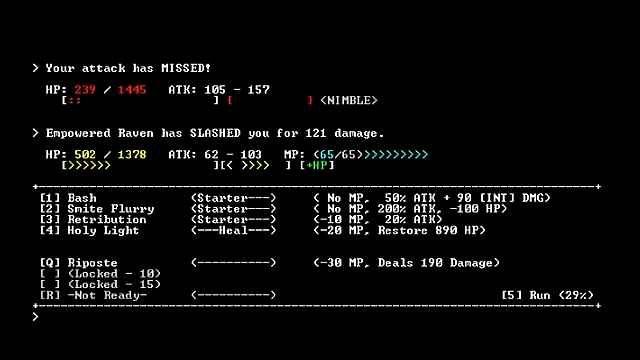 > Your attack has MISSED!
HP: 239 / 1445 ATK: 105 - 157
[:: ] [ ] <NIMBLE>
> Empowered Raven has SLASHED you for 121 damage.
HP: 502 / 1378 ATK: 62 - 103 MP: (65/65)>>>>>>>>>>
[>>>>>> ][< >>>> ] [+HP]
[1] Bash <Starter---> ( No MP, 50% ATK + 90 [INT] DMG)
[2] Smite Flurry <Starter---> ( No MP, 200% ATK, -100 HP)
[3] Retribution <Starter---> (-10 MP, 20% ATK)
[4] Holy Light <---Heal---> (-20 MP, Restore 890 HP)
[Q] Riposte <----------> (-30 MP, Deals 190 Damage)
[ ] (Locked - 10)
[ ] (Locked - 15)
[R] -Not Ready- <----------> [5] Run (29%)
>